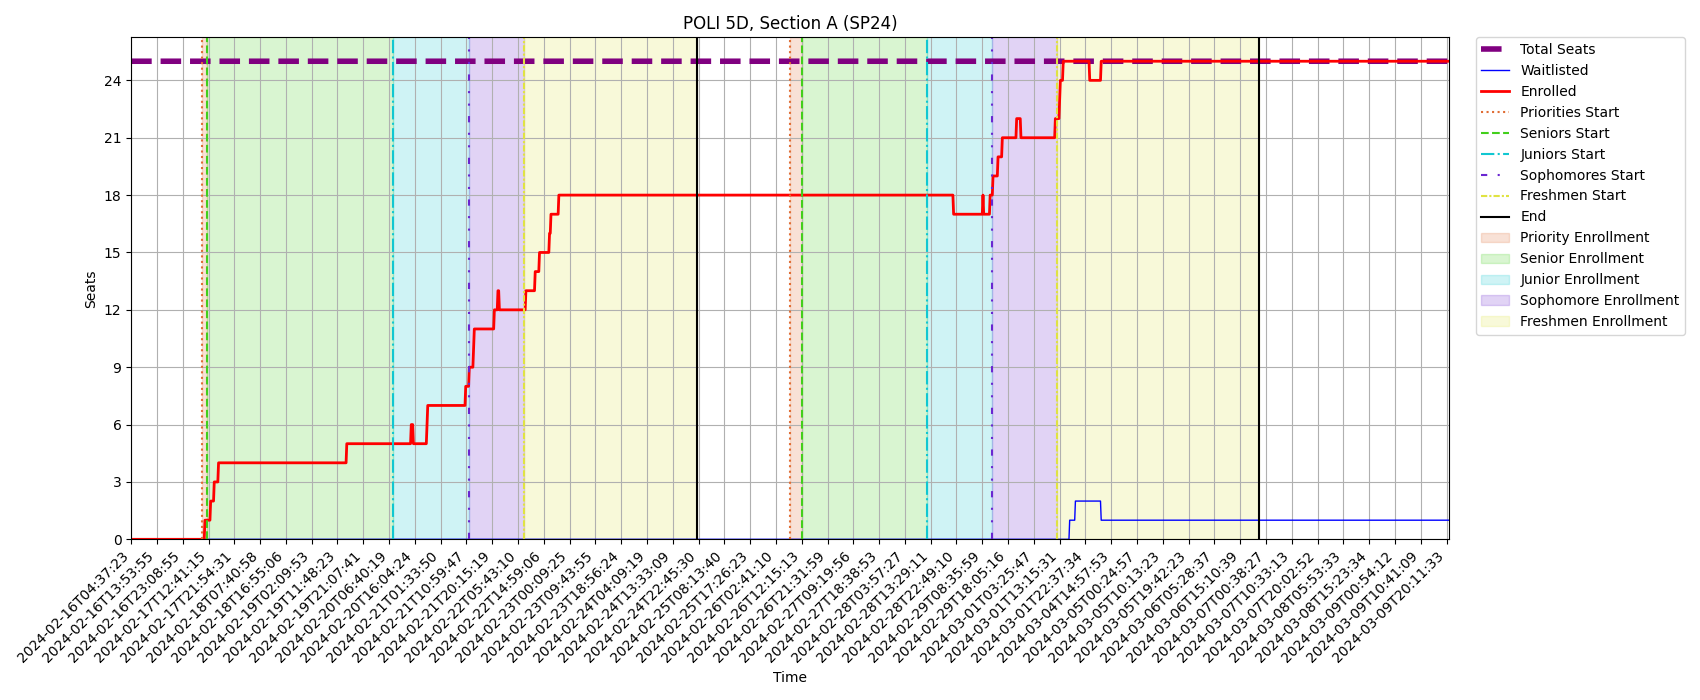 POLI 5D, Section A (SP24)
Total Seats
Waitlisted
Enrolled
Priorities Start
Seniors Start
Juniors Start
Sophomores Start
Freshmen Start
End
Priority Enrollment
Senior Enrollment
Junior Enrollment
Sophomore Enrollment
Freshmen Enrollment
Seats
24
21
18
15
12
9
6
3
0
2024-02-16T04:37:23
2024-02-16T13:53:55
2024-02-16T23:08:55
2024-02-17T12:41:15
2024-02-17T21:54:31
2024-02-18T07:40:58
2024-02-18T16:55:06
2024-02-19T02:09:53
2024-02-19T11:48:23
2024-02-19T21:07:41
2024-02-20T06:40:19
2024-02-20T16:04:24
2024-02-21T01:33:50
2024-02-21T10:59:47
2024-02-21T20:15:19
2024-02-22T05:43:10
2024-02-22T14:59:06
2024-02-23T00:09:25
2024-02-23T09:43:55
2024-02-23T18:56:24
2024-02-24T04:09:19
2024-02-24T13:33:09
2024-02-24T22:45:30
2024-02-25T08:13:40
2024-02-25T17:26:23
2024-02-26T02:41:10
2024-02-26T12:15:13
2024-02-26T21:31:59
2024-02-27T09:19:56
2024-02-27T18:38:53
2024-02-28T03:57:27
2024-02-28T13:29:11
2024-02-28T22:49:10
2024-02-29T08:35:59
2024-02-29T18:05:16
2024-03-01T03:25:47
2024-03-01T13:15:31
2024-03-01T22:37:34
2024-03-04T14:57:53
2024-03-05T00:24:57
2024-03-05T10:13:23
2024-03-05T19:42:23
2024-03-06T05:28:37
2024-03-06T15:10:39
2024-03-07T00:38:27
2024-03-07T10:33:13
2024-03-07T20:02:52
2024-03-08T05:53:33
2024-03-08T15:23:34
2024-03-09T00:54:12
2024-03-09T10:41:09
2024-03-09T20:11:33
Time